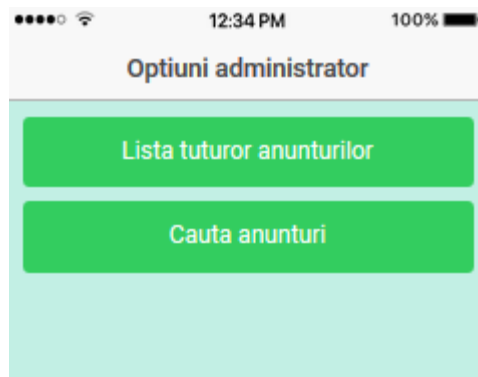 12:34 PM 100%
Optiuni administrator
Lista tuturor anunturilor
Cauta anunturi